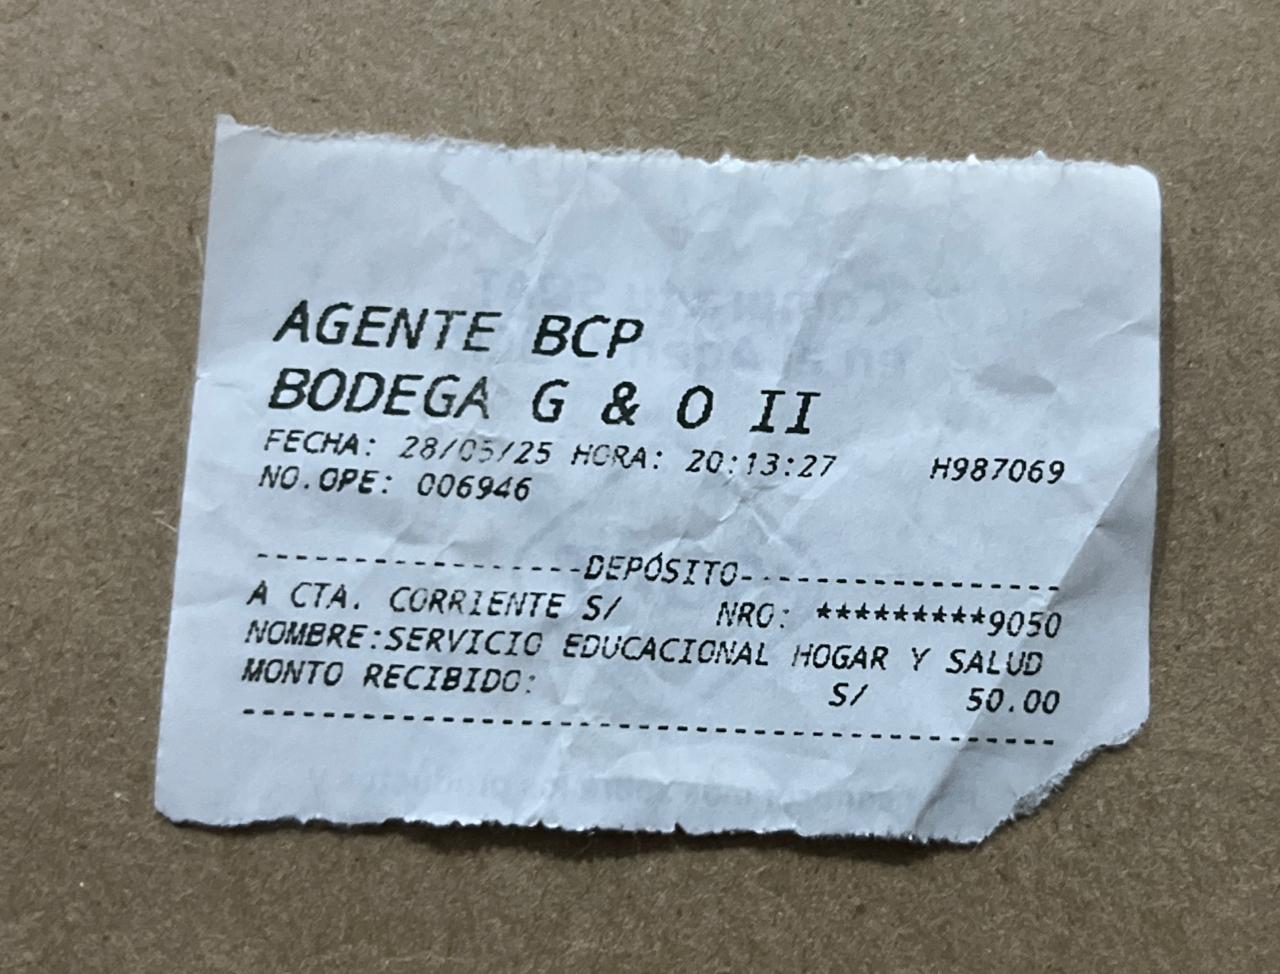 AGENTE BCP
BODEGA G & O II
FECHA: 28/05/25 HORA: 20:13:27 H987069
NO.OPE: 006946
-----------------DEPÓSITO-----------------
A CTA. CORRIENTE S/ NRO: *********9050
NOMBRE:SERVICIO EDUCACIONAL HOGAR Y SALUD
MONTO RECIBIDO: S/ 50.00
------------------------------------------